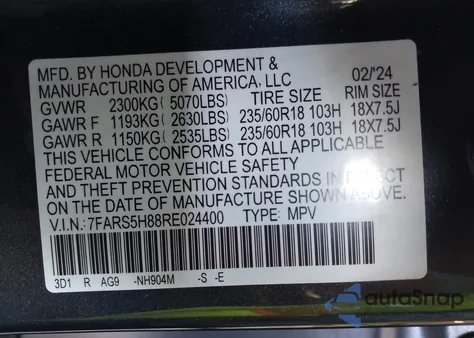 MFD. BY HONDA DEVELOPMENT &
MANUFACTURING OF AMERICA, LLC 02/'24
GVWR 2300KG ( 5070LBS) TIRE SIZE RIM SIZE
GAWR F 1193KG ( 2630LBS) 235/60R18 103H 18X7.5J
GAWR R 1150KG ( 2535LBS) 235/60R18 103H 18X7.5J
THIS VEHICLE CONFORMS TO ALL APPLICABLE
FEDERAL MOTOR VEHICLE SAFETY AND THEFT
PREVENTION STANDARDS IN EFFECT
ON THE DATE OF MANUFACTURE SHOWN ABOVE.
V.I.N.: 7FARS5H88RE024400 TYPE: MPV
3D1 R AG9 -NH904M -S -E
autoSnap